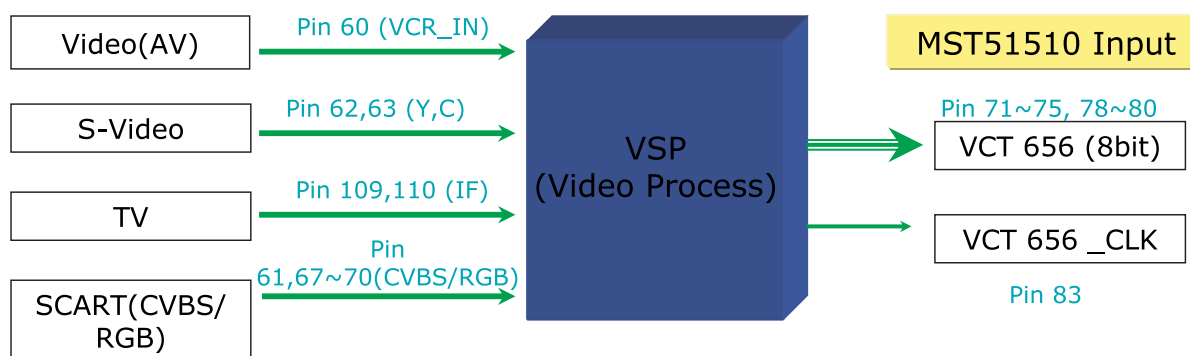 Video(AV)
Pin 60 (VCR_IN)
S-Video
Pin 62,63 (Y,C)
TV
Pin 109,110 (IF)
SCART(CVBS/
RGB)
Pin
61,67~70(CVBS/RGB)
VSP
(Video Process)
MST51510 Input
Pin 71~75, 78~80
VCT 656 (8bit)
VCT 656 _CLK
Pin 83